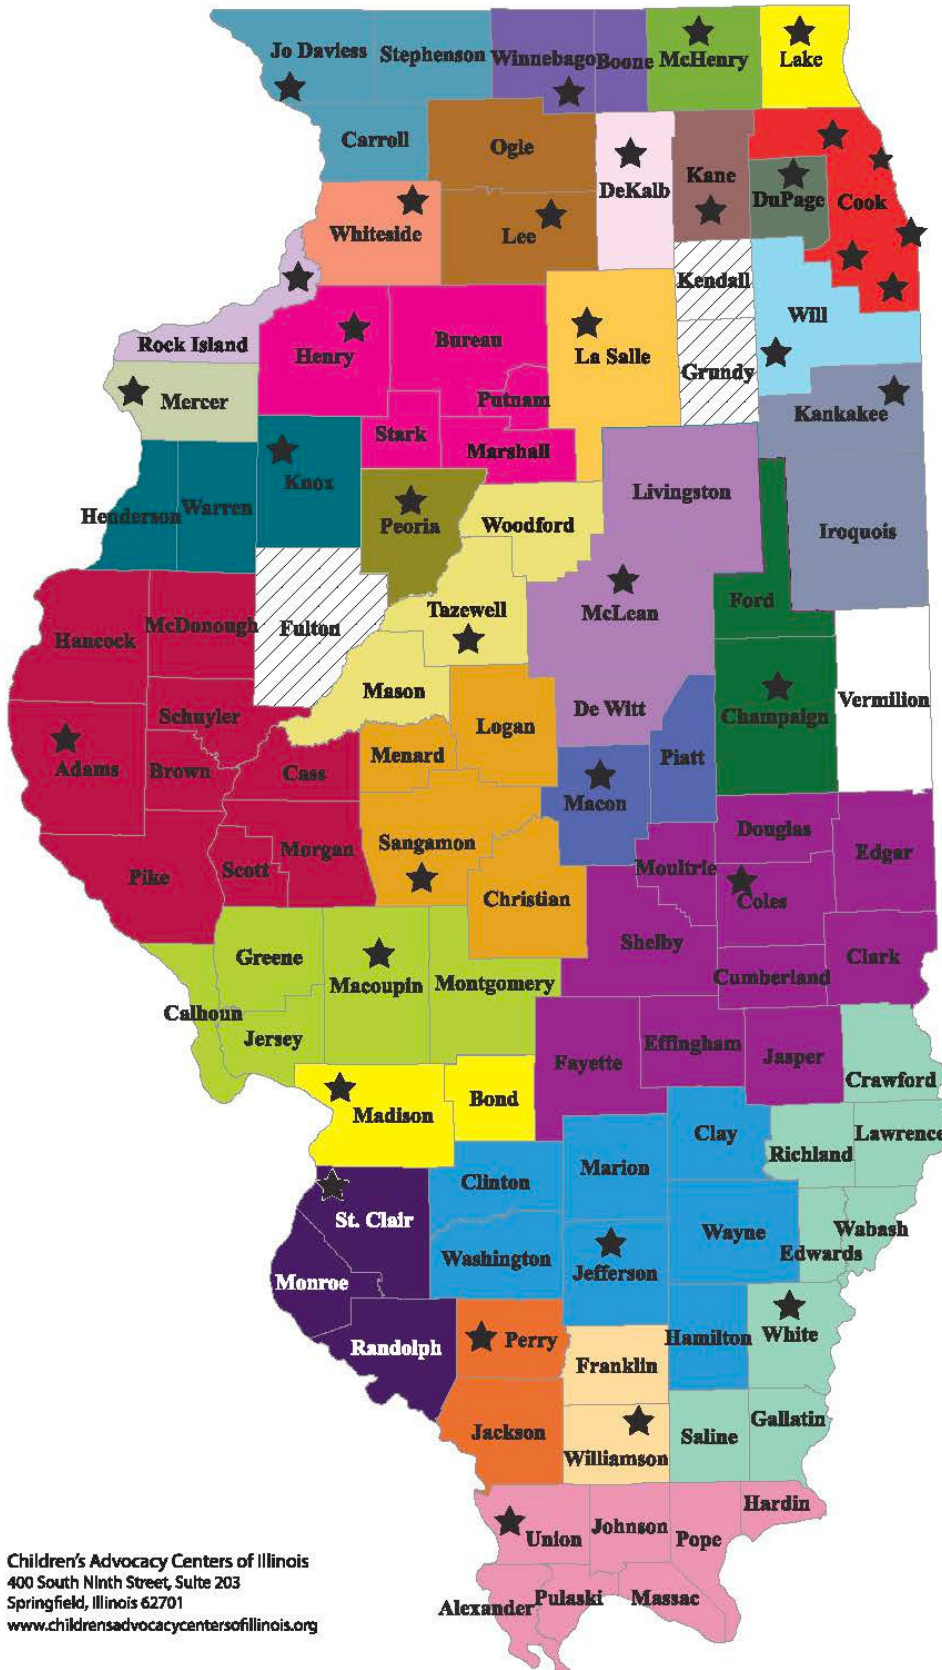 Jo Daviess
Stephenson
Winnebago
Boone
McHenry
Lake
Carroll
Ogle
DeKalb
Kane
DuPage
Cook
Whiteside
Lee
Kendall
Rock Island
Henry
Bureau
La Salle
Grundy
Will
Mercer
Putnam
Kankakee
Stark
Marshall
Knox
Henderson
Warren
Peoria
Woodford
Livingston
Iroquois
Hancock
McDonough
Fulton
Tazewell
McLean
Ford
Mason
Schuyler
Logan
De Witt
Champaign
Vermilion
Adams
Brown
Cass
Menard
Macon
Piatt
Pike
Scott
Morgan
Sangamon
Christian
Moultrie
Douglas
Coles
Edgar
Greene
Macoupin
Montgomery
Shelby
Cumberland
Clark
Calhoun
Jersey
Fayette
Effingham
Jasper
Crawford
Madison
Bond
Clay
Richland
Lawrence
Clinton
Marion
St. Clair
Wayne
Wabash
Edwards
Washington
Jefferson
Monroe
Randolph
Perry
Franklin
Hamilton
White
Jackson
Williamson
Saline
Gallatin
Union
Johnson
Pope
Hardin
Alexander
Pulaski
Massac
Children's Advocacy Centers of Illinois
400 South Ninth Street, Suite 203
Springfield, Illinois 62701
www.childrensadvocacycentersofillinois.org